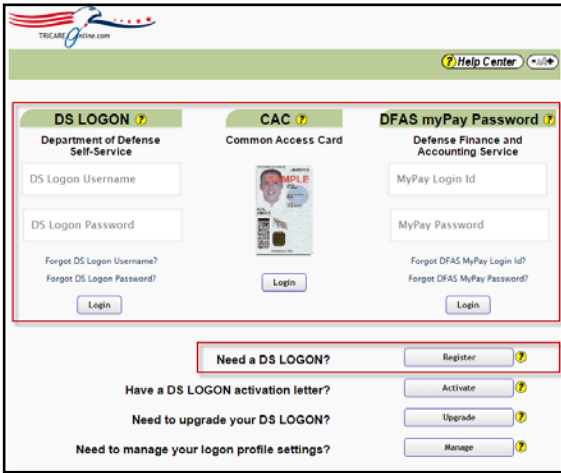 TRICARE Online.com
? Help Center
DS LOGON ?
Department of Defense
Self-Service
DS Logon Username
DS Logon Password
Forgot DS Logon Username?
Forgot DS Logon Password?
Login
CAC ?
Common Access Card
SAMPLE
Login
DFAS myPay Password ?
Defense Finance and
Accounting Service
MyPay Login Id
MyPay Password
Forgot DFAS MyPay Login Id?
Forgot DFAS MyPay Password?
Login
Need a DS LOGON? Register ?
Have a DS LOGON activation letter? Activate ?
Need to upgrade your DS LOGON? Upgrade ?
Need to manage your logon profile settings? Manage ?